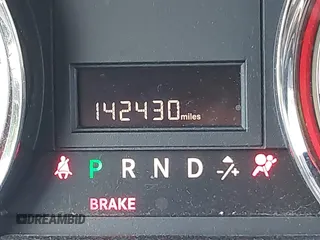 142430 miles
P R N D -/+
BRAKE
DREAMBID